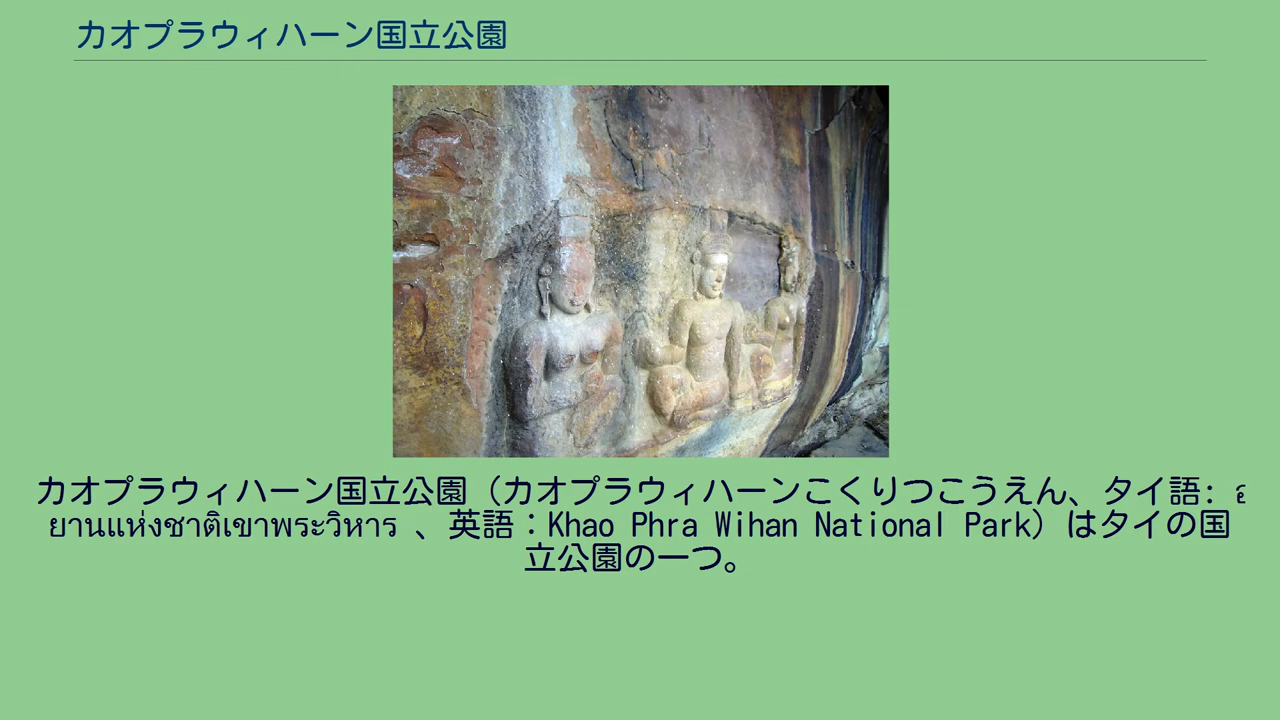 カオプラウィハーン国立公園
カオプラウィハーン国立公園（カオプラウィハーンこくりつこうえん、タイ語:
ยานแห่งชาติเขาพระวิหาร 、英語：Khao Phra Wihan National Park）はタイの国
立公園の一つ。